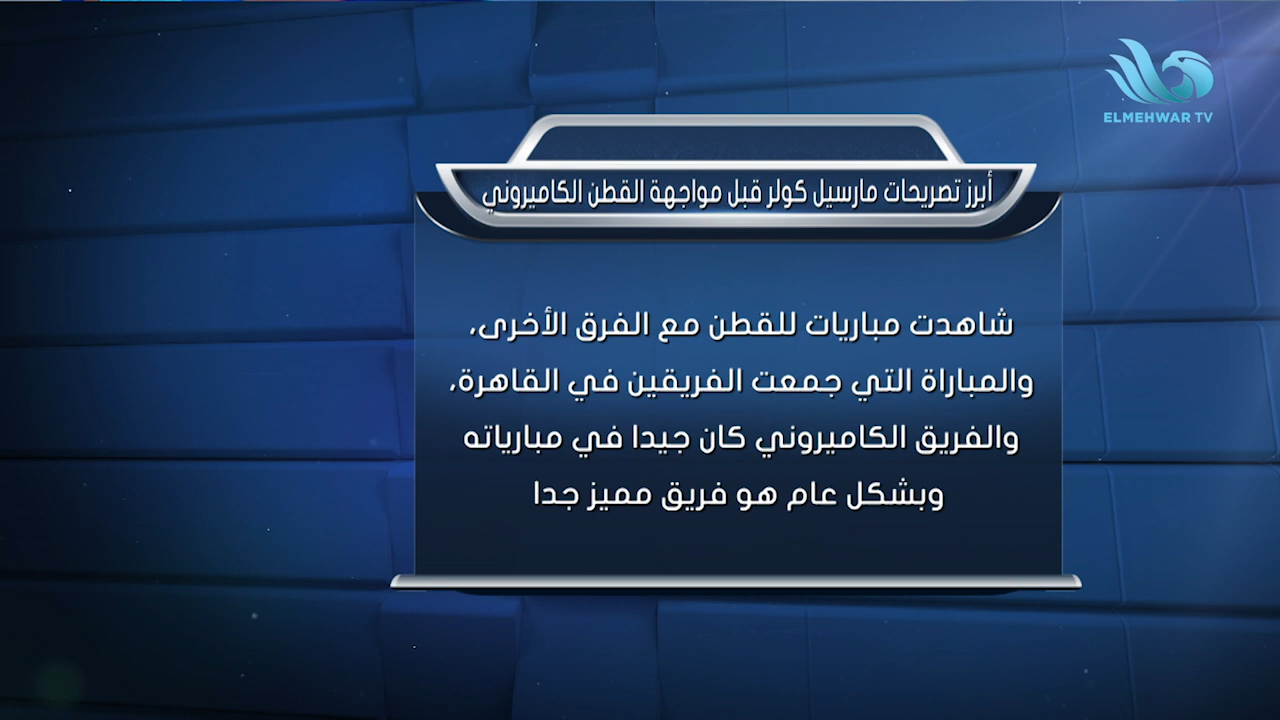 ELMEHWAR TV
أبرز تصريحات مارسيل كولر قبل مواجهة القطن الكاميروني
شاهدت مباريات للقطن مع الفرق الأخرى،
والمباراة التي جمعت الفريقين في القاهرة،
والفريق الكاميروني كان جيدا في مبارياته
وبشكل عام هو فريق مميز جدا